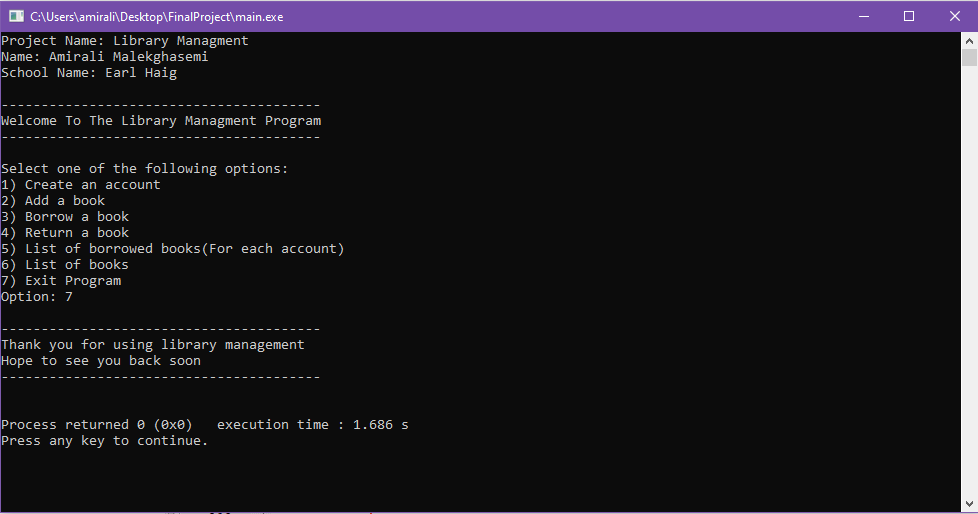 C:\Users\amirali\Desktop\FinalProject\main.exe
Project Name: Library Managment
Name: Amirali Malekghasemi
School Name: Earl Haig
----------------------------------------
Welcome To The Library Managment Program
----------------------------------------
Select one of the following options:
1) Create an account
2) Add a book
3) Borrow a book
4) Return a book
5) List of borrowed books(For each account)
6) List of books
7) Exit Program
Option: 7
----------------------------------------
Thank you for using library management
Hope to see you back soon
----------------------------------------
Process returned 0 (0x0)   execution time : 1.686 s
Press any key to continue.